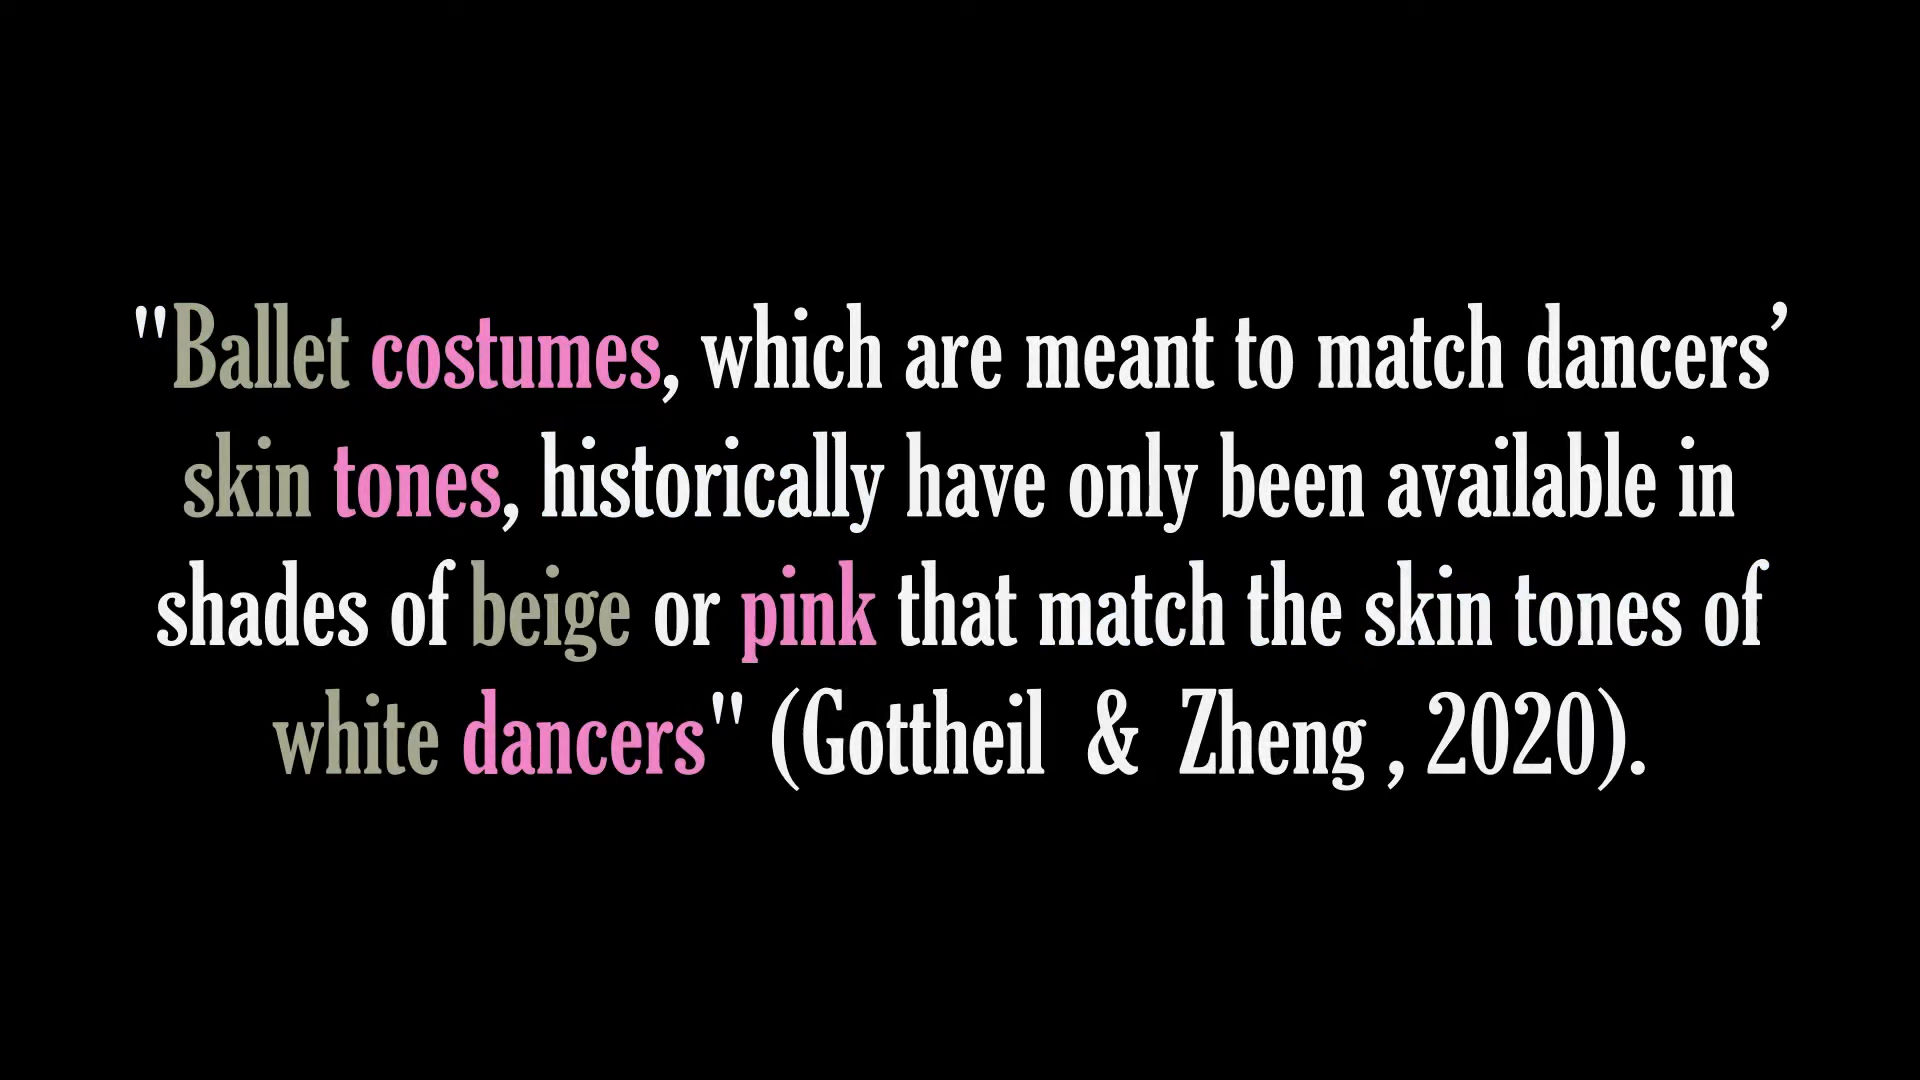 "Ballet costumes, which are meant to match dancers’
skin tones, historically have only been available in
shades of beige or pink that match the skin tones of
white dancers" (Gottheil & Zheng , 2020).